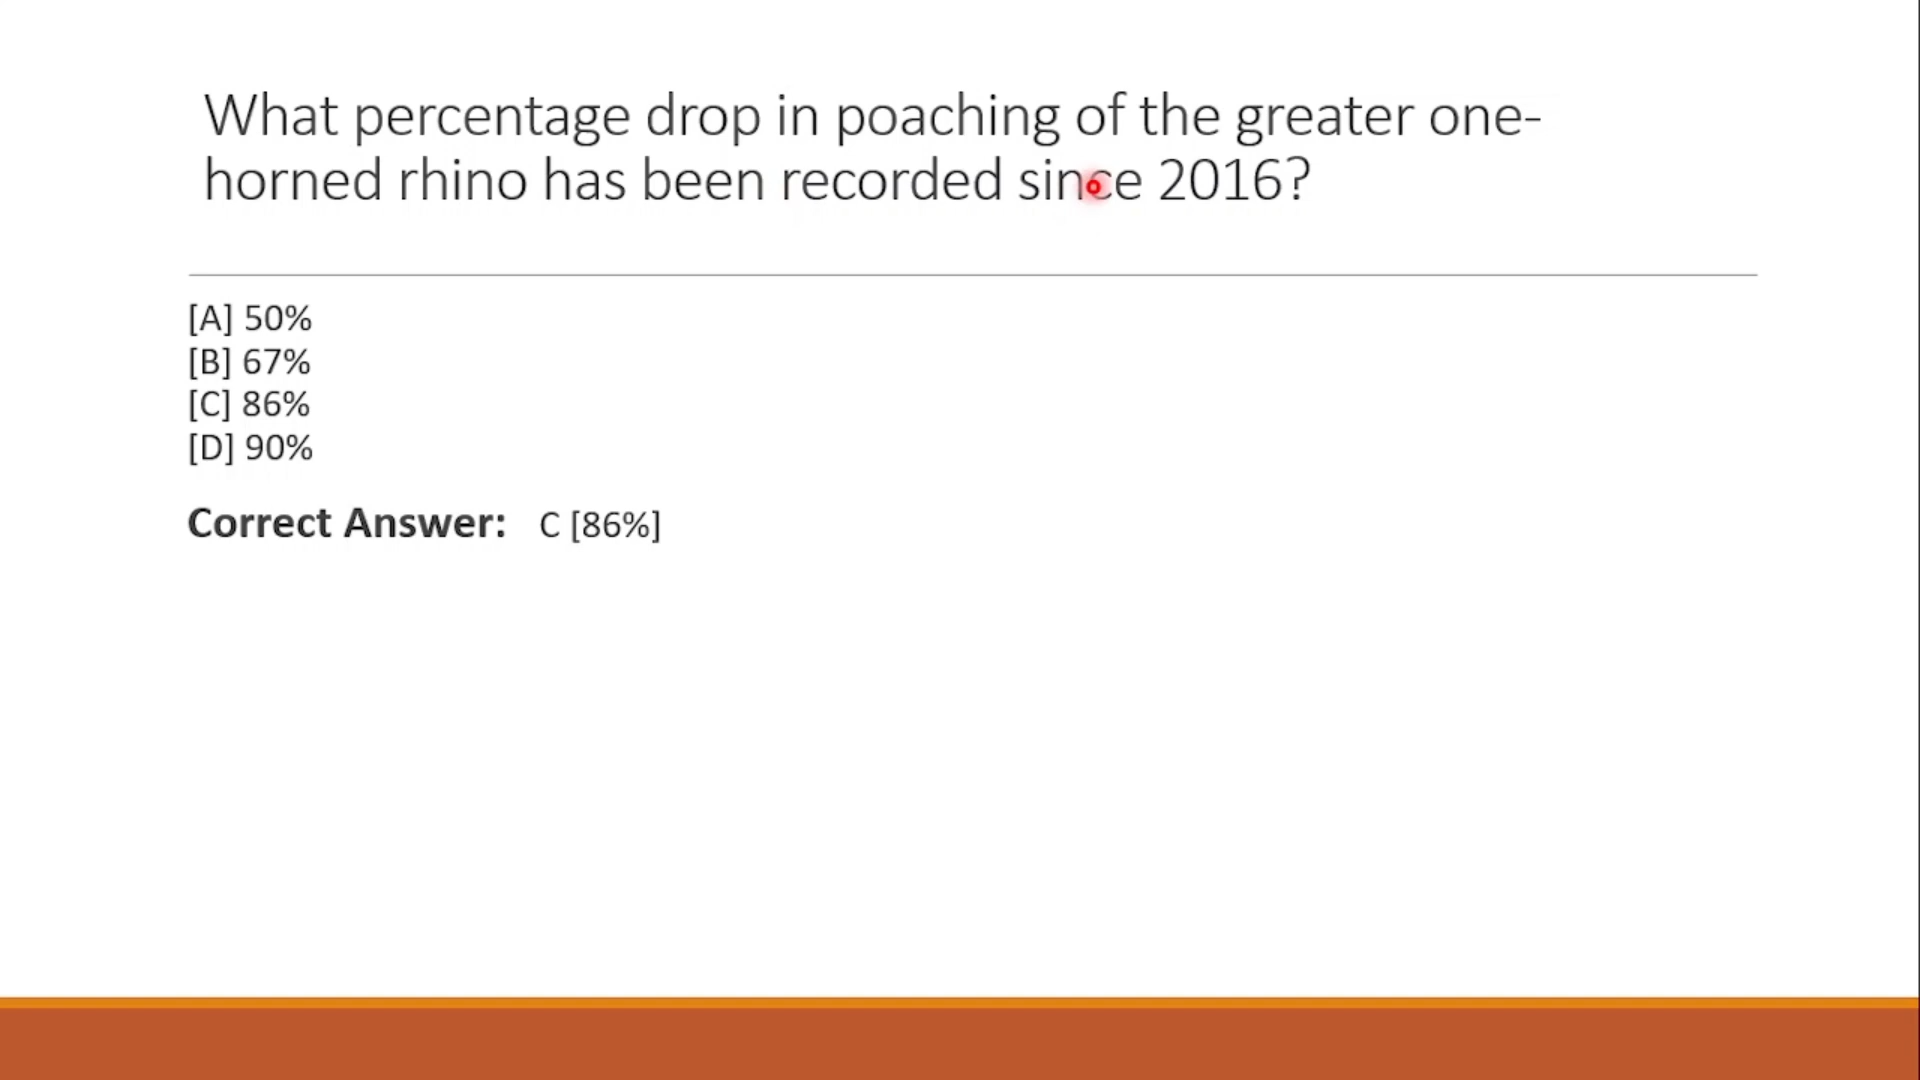 What percentage drop in poaching of the greater one-
horned rhino has been recorded since 2016?
[A] 50%
[B] 67%
[C] 86%
[D] 90%
Correct Answer: C [86%]